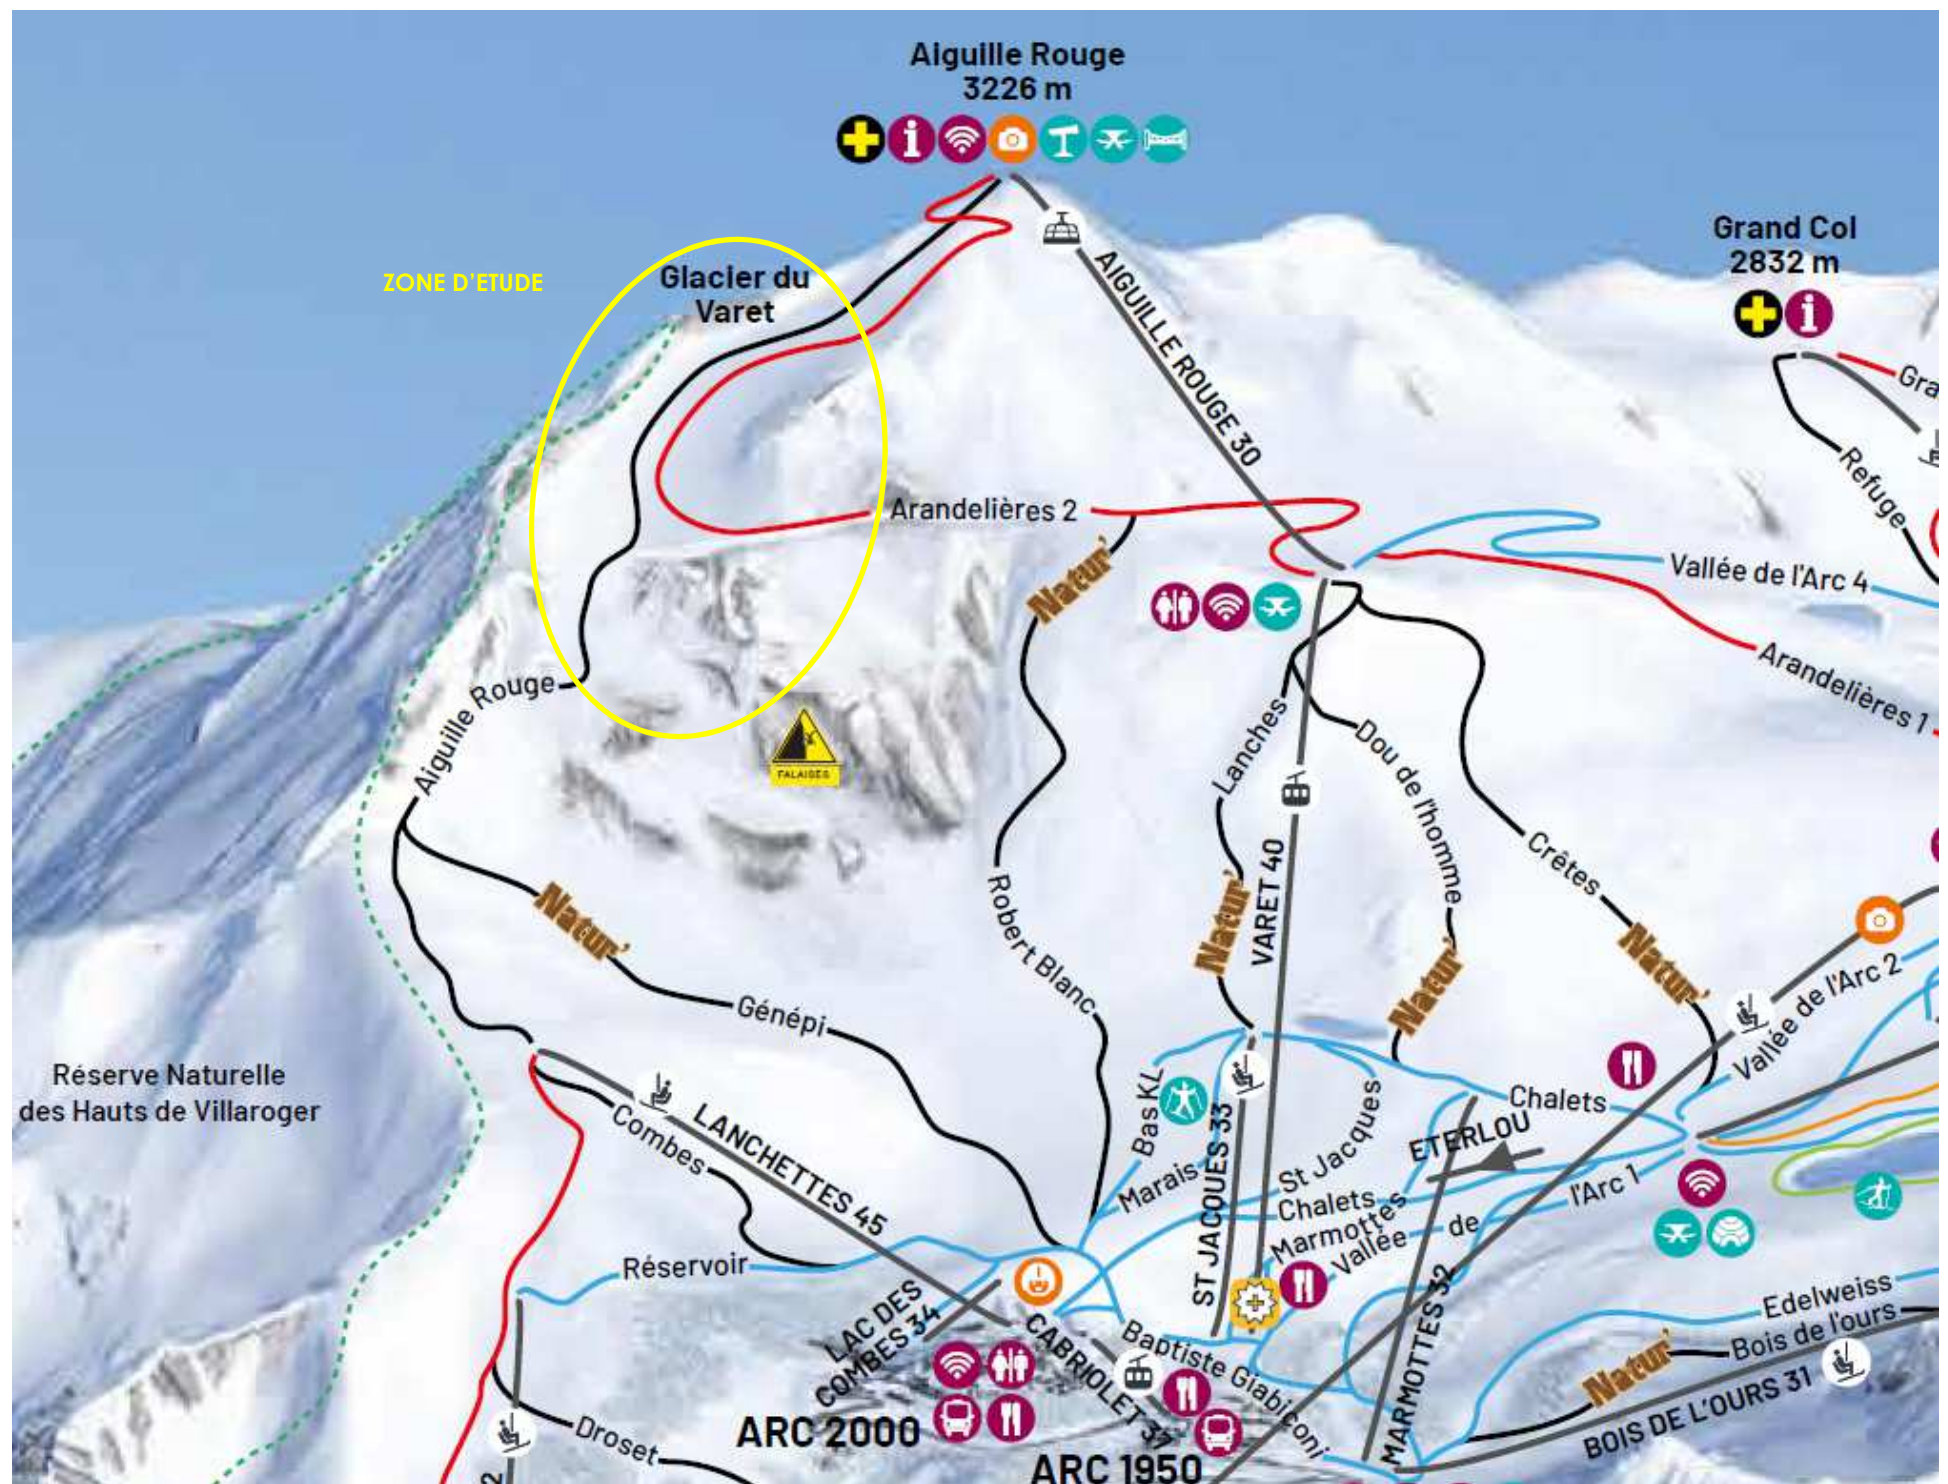 Aiguille Rouge
3226 m
Grand Col
2832 m
ZONE D'ETUDE
Glacier du
Varet
AIGUILLE ROUGE 30
Gra
Refuge
Arandelières 2
Natur'
Vallée de l'Arc 4
Arandelières 1
Aiguille Rouge
FALAISES
Lanches
Dou de l'homme
Crêtes
VARET 40
Robert Blanc
Natur'
Natur'
Natur'
Natur'
Génépi
Vallée de l'Arc 2
Réserve Naturelle
des Hauts de Villaroger
Combes
LANCHETTES 45
Bas KL
Marais
ST JACQUES 33
St Jacques
Chalets
ETERLOU
Chalets
Marmottes
Vallée de l'Arc 1
Réservoir
LAC DES
COMBES 34
CABRIOLET 37
Baptiste Giabiconi
MARMOTTES 32
Edelweiss
Bois de l'ours
Natur'
BOIS DE L'OURS 31
ARC 2000
ARC 1950
Droset
2